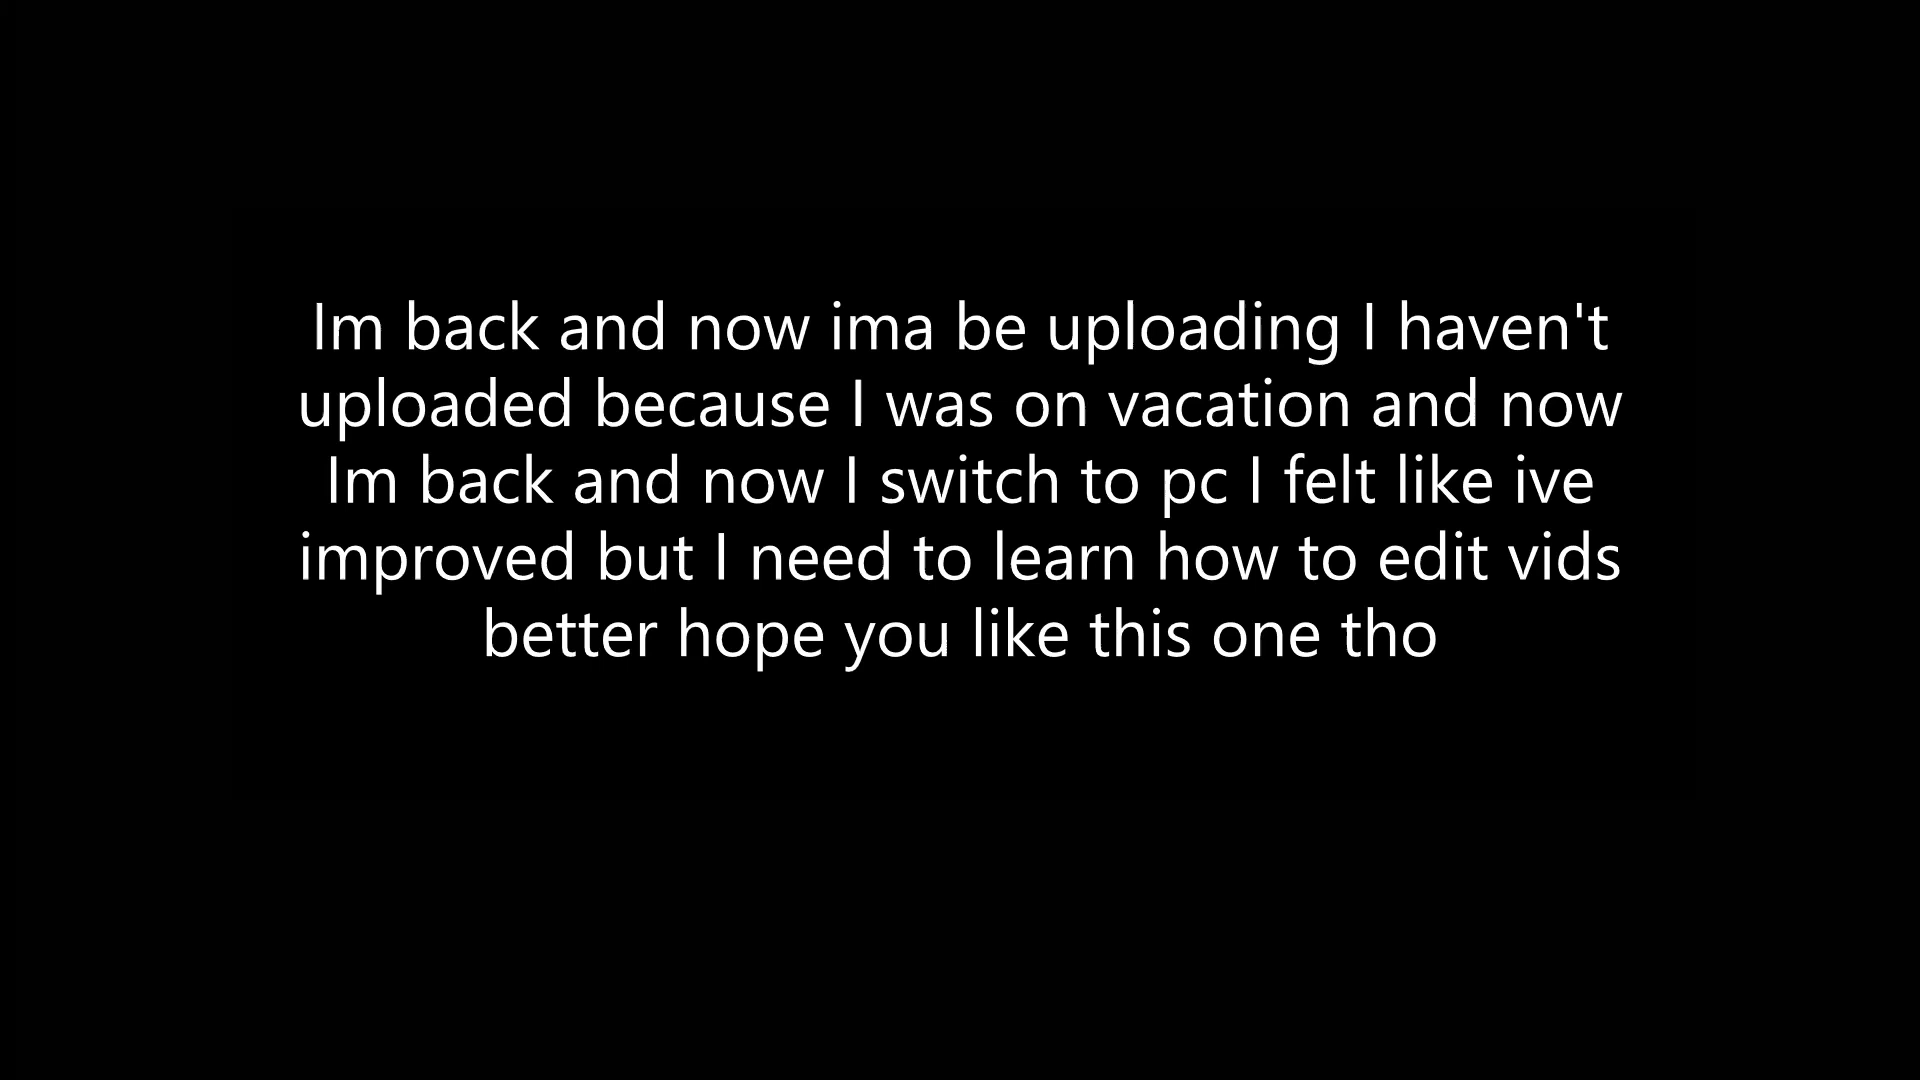 Im back and now ima be uploading I haven't
uploaded because I was on vacation and now
Im back and now I switch to pc I felt like ive
improved but I need to learn how to edit vids
better hope you like this one tho